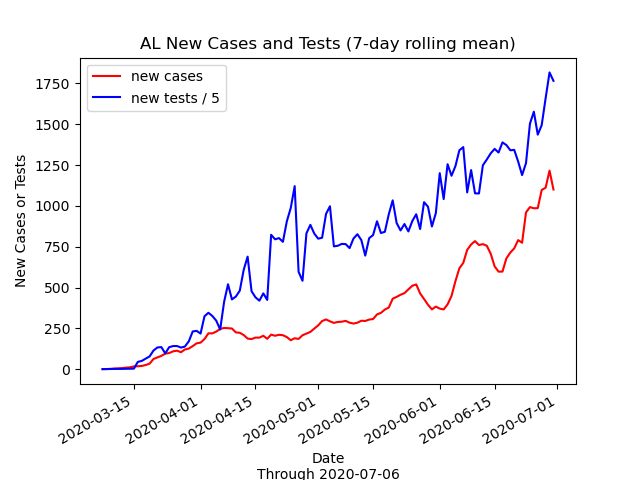 AL New Cases and Tests (7-day rolling mean)
new cases
new tests / 5
New Cases or Tests
1750
1500
1250
1000
750
500
250
0
2020-03-15
2020-04-01
2020-04-15
2020-05-01
2020-05-15
2020-06-01
2020-06-15
2020-07-01
Date
Through 2020-07-06